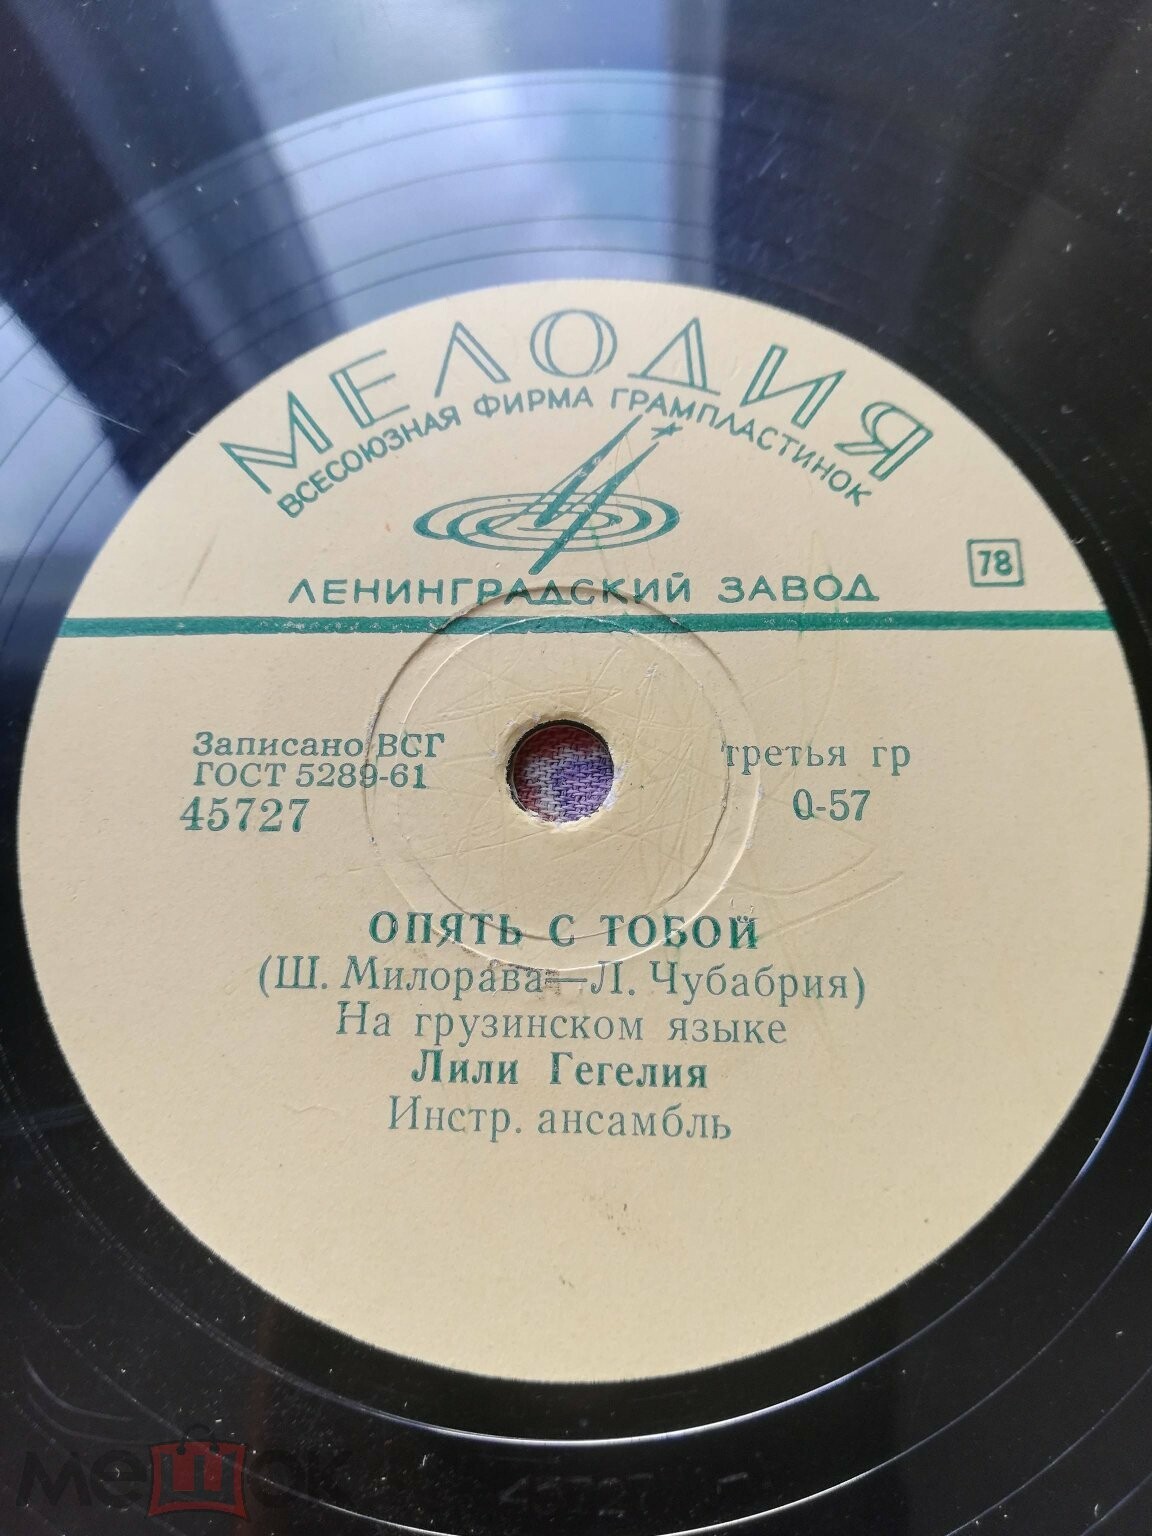 МЕЛОДИЯ
ВСЕСОЮЗНАЯ ФИРМА ГРАМПЛАСТИНОК
ЛЕНИНГРАДСКИЙ ЗАВОД
78
Записано ВСГ
ГОСТ 5289-61
45727
третья гр
0-57
ОПЯТЬ С ТОБОЙ
(Ш. Милорава—Л. Чубабрия)
На грузинском языке
Лили Гегелия
Инстр. ансамбль
мешок
45727